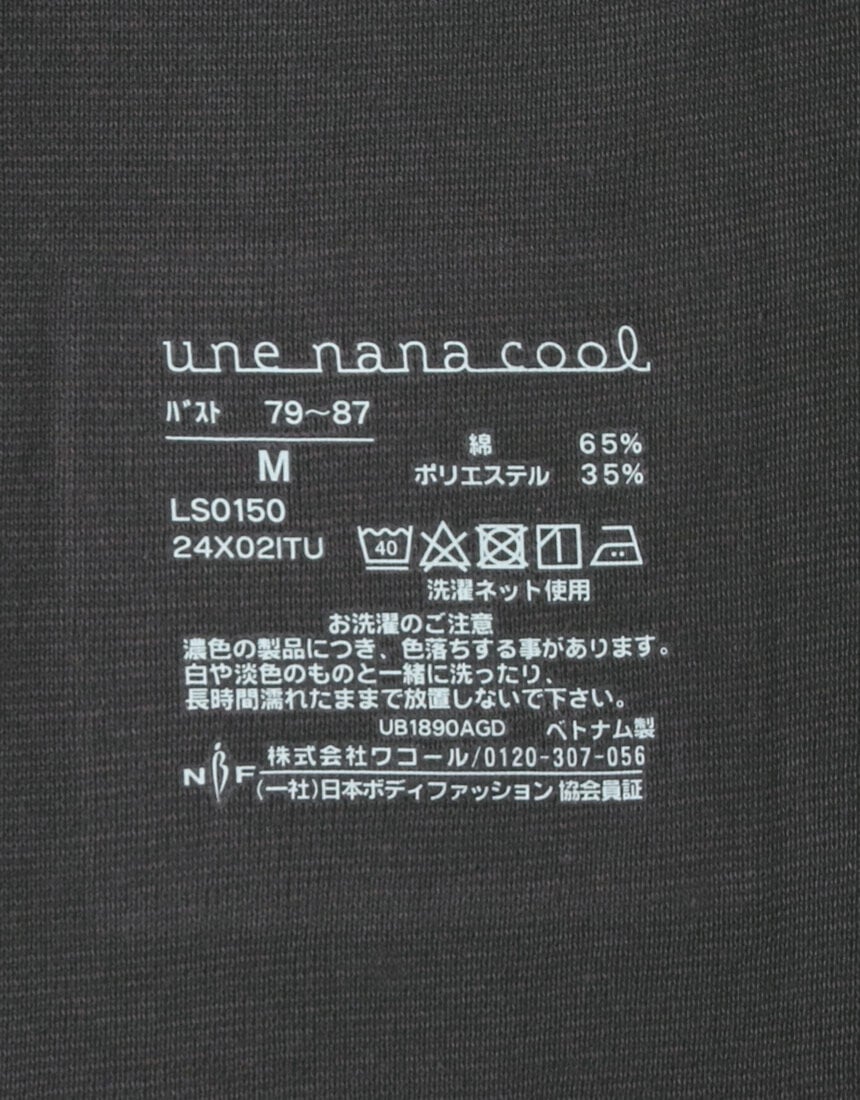 une nana cool
バスト 79〜87
M
綿 65%
ポリエステル 35%
LS0150
24X02ITU
40
洗濯ネット使用
お洗濯のご注意
濃色の製品につき、色落ちする事があります。
白や淡色のものと一緒に洗ったり、
長時間濡れたままで放置しないで下さい。
UB1890AGD ベトナム製
株式会社ワコール/0120-307-056
NBF
(一社)日本ボディファッション協会員証